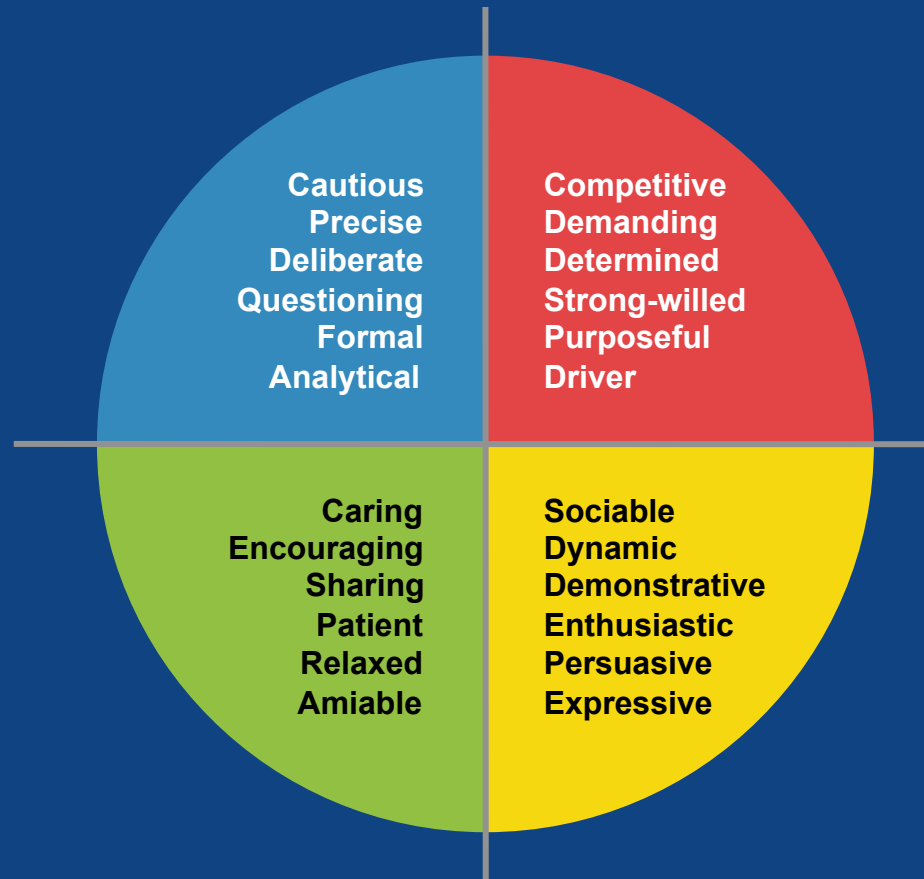 Cautious
Precise
Deliberate
Questioning
Formal
Analytical
Competitive
Demanding
Determined
Strong-willed
Purposeful
Driver
Caring
Encouraging
Sharing
Patient
Relaxed
Amiable
Sociable
Dynamic
Demonstrative
Enthusiastic
Persuasive
Expressive